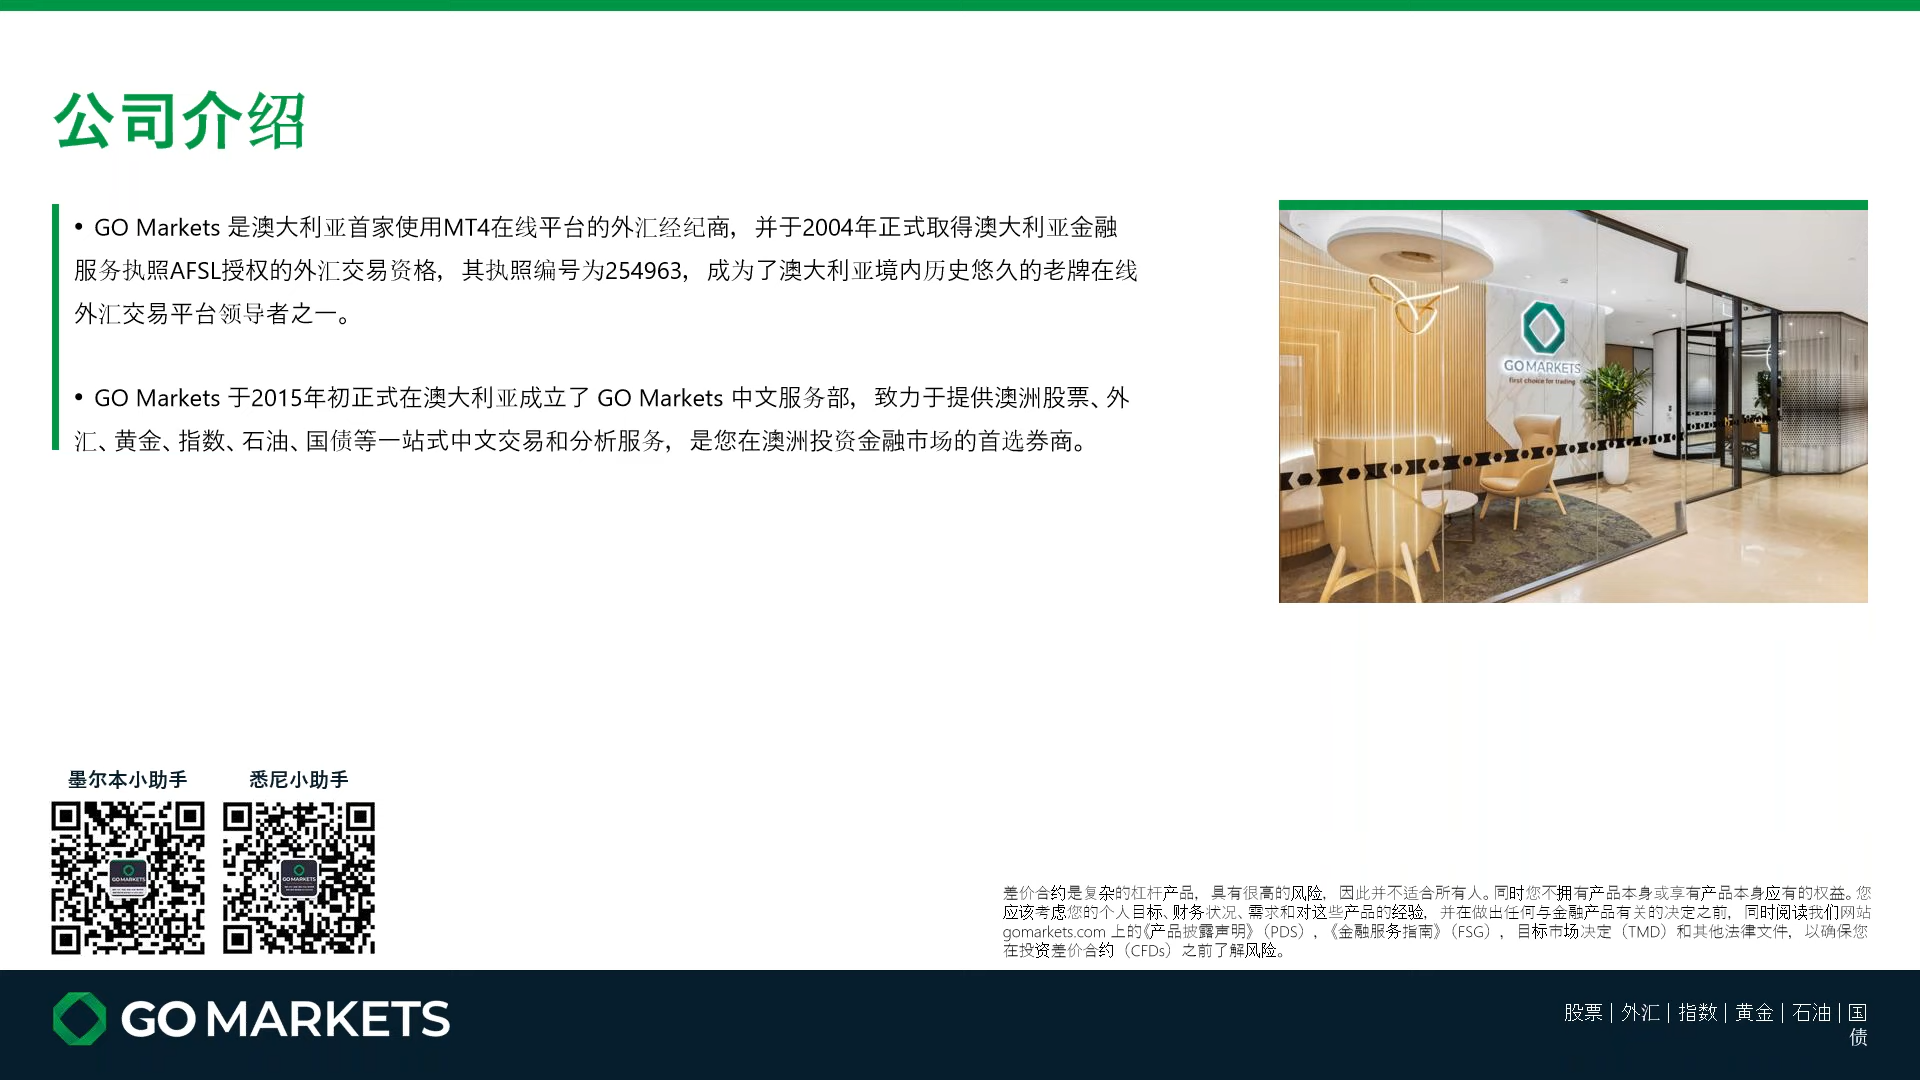 公司介绍
• GO Markets 是澳大利亚首家使用MT4在线平台的外汇经纪商，并于2004年正式取得澳大利亚金融
服务执照AFSL授权的外汇交易资格，其执照编号为254963，成为了澳大利亚境内历史悠久的老牌在线
外汇交易平台领导者之一。
• GO Markets 于2015年初正式在澳大利亚成立了 GO Markets 中文服务部，致力于提供澳洲股票、外
汇、黄金、指数、石油、国债等一站式中文交易和分析服务，是您在澳洲投资金融市场的首选券商。
GO MARKETS
first choice for trading
墨尔本小助手 悉尼小助手
GO MARKETS GO MARKETS
差价合约是复杂的杠杆产品，具有很高的风险，因此并不适合所有人。同时您不拥有产品本身或享有产品本身应有的权益。您
应该考虑您的个人目标、财务状况、需求和对这些产品的经验，并在做出任何与金融产品有关的决定之前，同时阅读我们网站
gomarkets.com 上的《产品披露声明》（PDS），《金融服务指南》（FSG），目标市场决定（TMD）和其他法律文件，以确保您
在投资差价合约（CFDs）之前了解风险。
GO MARKETS
股票 | 外汇 | 指数 | 黄金 | 石油 | 国
债